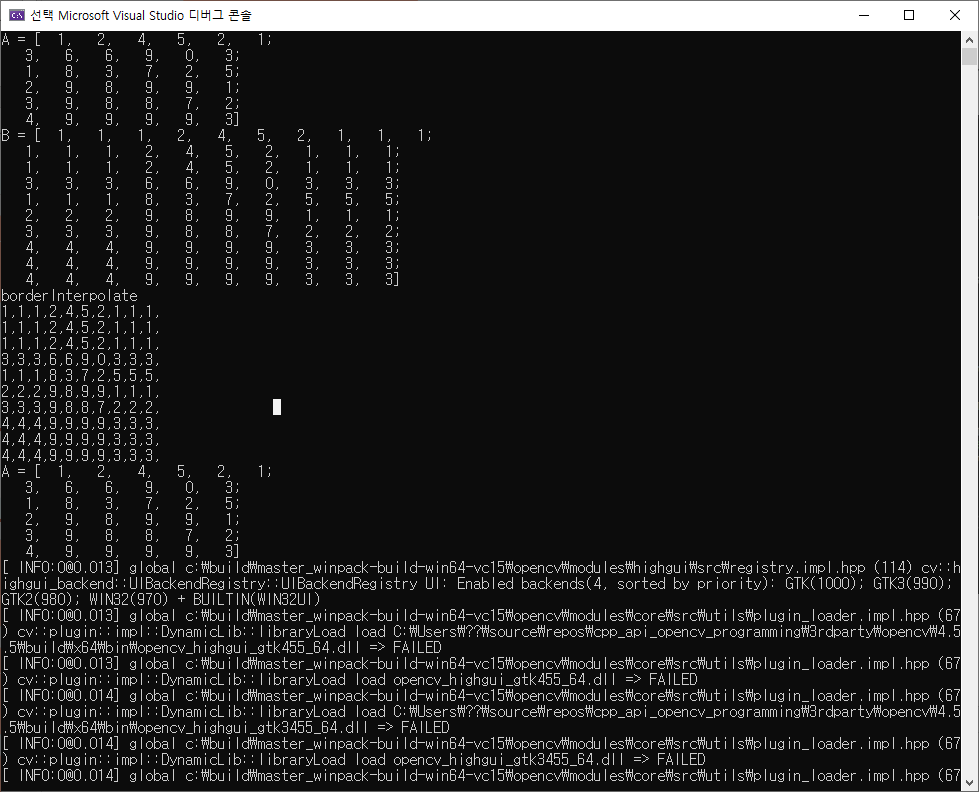 선택 Microsoft Visual Studio 디버그 콘솔
A = [  1,   2,   4,   5,   2,   1;
   3,   6,   6,   9,   0,   3;
   1,   8,   3,   7,   2,   5;
   2,   9,   8,   9,   9,   1;
   3,   9,   8,   8,   7,   2;
   4,   9,   9,   9,   9,   3]
B = [  1,   1,   1,   2,   4,   5,   2,   1,   1,   1;
   1,   1,   1,   2,   4,   5,   2,   1,   1,   1;
   1,   1,   1,   2,   4,   5,   2,   1,   1,   1;
   3,   3,   3,   6,   6,   9,   0,   3,   3,   3;
   1,   1,   1,   8,   3,   7,   2,   5,   5,   5;
   2,   2,   2,   9,   8,   9,   9,   1,   1,   1;
   3,   3,   3,   9,   8,   8,   7,   2,   2,   2;
   4,   4,   4,   9,   9,   9,   9,   3,   3,   3;
   4,   4,   4,   9,   9,   9,   9,   3,   3,   3;
   4,   4,   4,   9,   9,   9,   9,   3,   3,   3]
borderInterpolate
1,1,1,2,4,5,2,1,1,1,
1,1,1,2,4,5,2,1,1,1,
1,1,1,2,4,5,2,1,1,1,
3,3,3,6,6,9,0,3,3,3,
1,1,1,8,3,7,2,5,5,5,
2,2,2,9,8,9,9,1,1,1,
3,3,3,9,8,8,7,2,2,2,
4,4,4,9,9,9,9,3,3,3,
4,4,4,9,9,9,9,3,3,3,
4,4,4,9,9,9,9,3,3,3,
A = [  1,   2,   4,   5,   2,   1;
   3,   6,   6,   9,   0,   3;
   1,   8,   3,   7,   2,   5;
   2,   9,   8,   9,   9,   1;
   3,   9,   8,   8,   7,   2;
   4,   9,   9,   9,   9,   3]
[ INFO:0@0.013] global c:₩build₩master_winpack-build-win64-vc15₩opencv₩modules₩highgui₩src₩registry.impl.hpp (114) cv::h
ighgui_backend::UIBackendRegistry::UIBackendRegistry UI: Enabled backends(4, sorted by priority): GTK(1000); GTK3(990);
GTK2(980); WIN32(970) + BUILTIN(WIN32UI)
[ INFO:0@0.013] global c:₩build₩master_winpack-build-win64-vc15₩opencv₩modules₩core₩src₩utils₩plugin_loader.impl.hpp (67
) cv::plugin::impl::DynamicLib::libraryLoad load C:₩Users₩??₩source₩repos₩cpp_api_opencv_programming₩3rdparty₩opencv₩4.5
.5₩build₩x64₩bin₩opencv_highgui_gtk455_64.dll => FAILED
[ INFO:0@0.013] global c:₩build₩master_winpack-build-win64-vc15₩opencv₩modules₩core₩src₩utils₩plugin_loader.impl.hpp (67
) cv::plugin::impl::DynamicLib::libraryLoad load opencv_highgui_gtk455_64.dll => FAILED
[ INFO:0@0.014] global c:₩build₩master_winpack-build-win64-vc15₩opencv₩modules₩core₩src₩utils₩plugin_loader.impl.hpp (67
) cv::plugin::impl::DynamicLib::libraryLoad load C:₩Users₩??₩source₩repos₩cpp_api_opencv_programming₩3rdparty₩opencv₩4.5
.5₩build₩x64₩bin₩opencv_highgui_gtk3455_64.dll => FAILED
[ INFO:0@0.014] global c:₩build₩master_winpack-build-win64-vc15₩opencv₩modules₩core₩src₩utils₩plugin_loader.impl.hpp (67
) cv::plugin::impl::DynamicLib::libraryLoad load opencv_highgui_gtk3455_64.dll => FAILED
[ INFO:0@0.014] global c:₩build₩master_winpack-build-win64-vc15₩opencv₩modules₩core₩src₩utils₩plugin_loader.impl.hpp (67